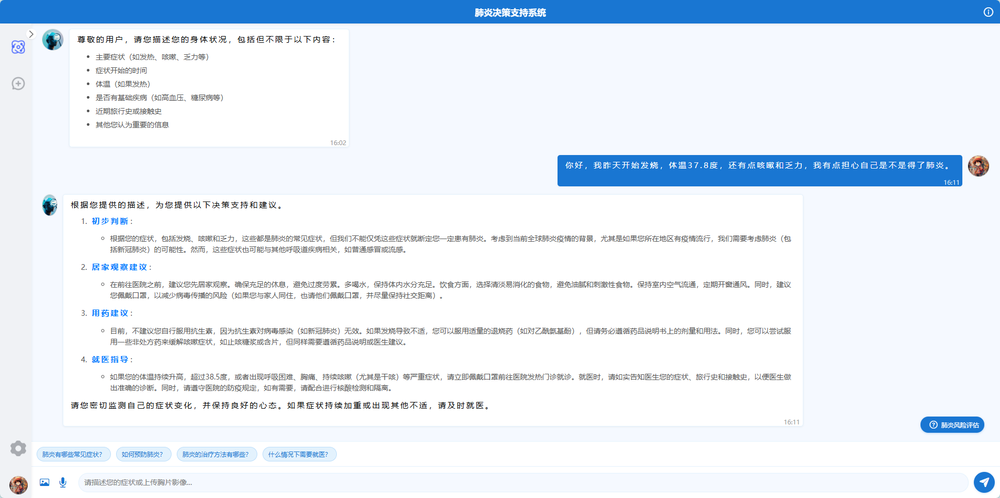 肺炎决策支持系统
尊敬的用户，请您描述您的身体状况，包括但不限于以下内容：
主要症状（如发热、咳嗽、乏力等）
症状开始的时间
体温（如果发热）
是否有基础疾病（如高血压、糖尿病等）
近期旅行史或接触史
其他您认为重要的信息
16:02
你好，我昨天开始发烧，体温37.8度，还有点咳嗽和乏力，我有点担心自己是不是得了肺炎。
16:11
根据您提供的描述，为您提供以下决策支持和建议。
1. 初步判断：
根据您的症状，包括发烧、咳嗽和乏力，这些都是肺炎的常见症状，但我们不能仅凭这些症状就断定您一定患有肺炎。考虑到当前全球肺炎疫情的背景，尤其是如果您所在地区有疫情流行，我们需要考虑肺炎（包
括新冠肺炎）的可能性。然而，这些症状也可能与其他呼吸道疾病相关，如普通感冒或流感。
2. 居家观察建议：
在前往医院之前，建议您先居家观察。确保充足的休息，避免过度劳累。多喝水，保持体内水分充足。饮食方面，选择清淡易消化的食物，避免油腻和刺激性食物。保持室内空气流通，定期开窗通风。同时，建议
您佩戴口罩，以减少病毒传播的风险（如果您与家人同住，也请他们佩戴口罩，并尽量保持社交距离）。
3. 用药建议：
目前，不建议您自行服用抗生素，因为抗生素对病毒感染（如新冠肺炎）无效。如果发烧导致不适，您可以服用适量的退烧药（如对乙酰氨基酚），但请务必遵循药品说明书上的剂量和用法。同时，您可以尝试服
用一些非处方药来缓解咳嗽症状，如止咳糖浆或含片，但同样需要遵循药品说明或医生建议。
4. 就医指导：
如果您的体温持续升高，超过38.5度，或者出现呼吸困难、胸痛、持续咳嗽（尤其是干咳）等严重症状，请立即佩戴口罩前往医院发热门诊就诊。就医时，请如实告知医生您的症状、旅行史和接触史，以便医生做
出准确的诊断。同时，请遵守医院的防疫规定，如有需要，请配合进行核酸检测和隔离。
请您密切监测自己的症状变化，并保持良好的心态。如果症状持续加重或出现其他不适，请及时就医。
16:11
肺炎风险评估
肺炎有哪些常见症状？ 如何预防肺炎？ 肺炎的治疗方法有哪些？ 什么情况下需要就医？
请描述您的症状或上传胸片影像...